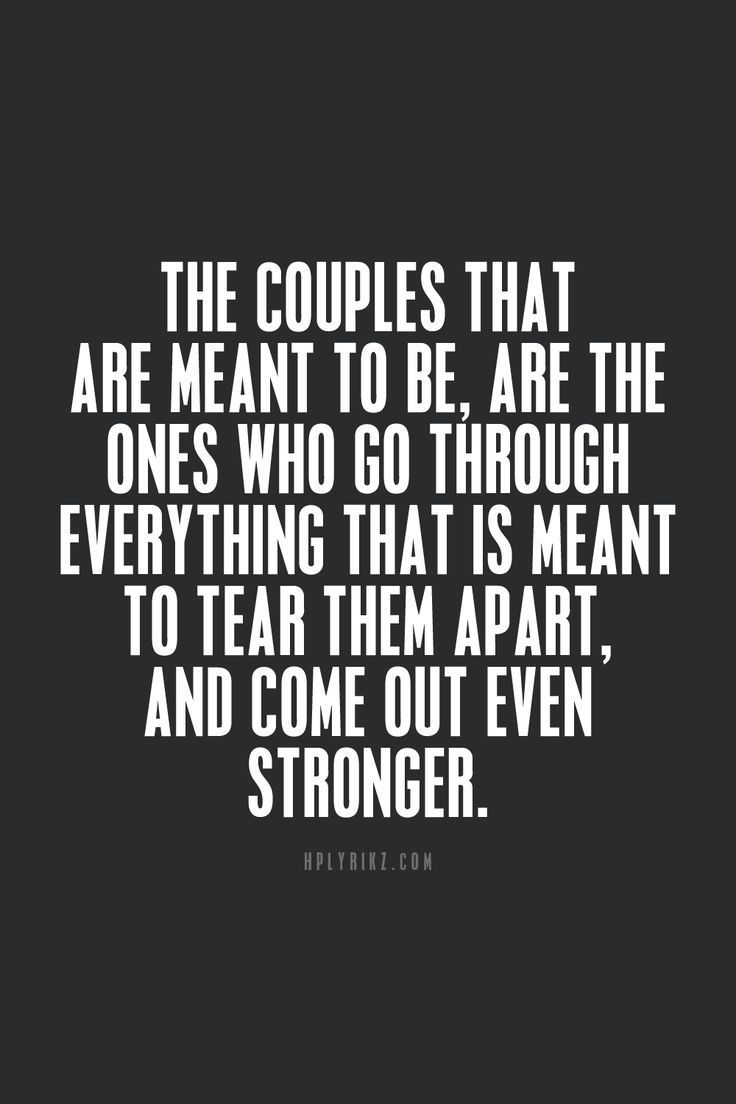 THE COUPLES THAT
ARE MEANT TO BE, ARE THE
ONES WHO GO THROUGH
EVERYTHING THAT IS MEANT
TO TEAR THEM APART,
AND COME OUT EVEN
STRONGER.
HPLYRIKZ.COM